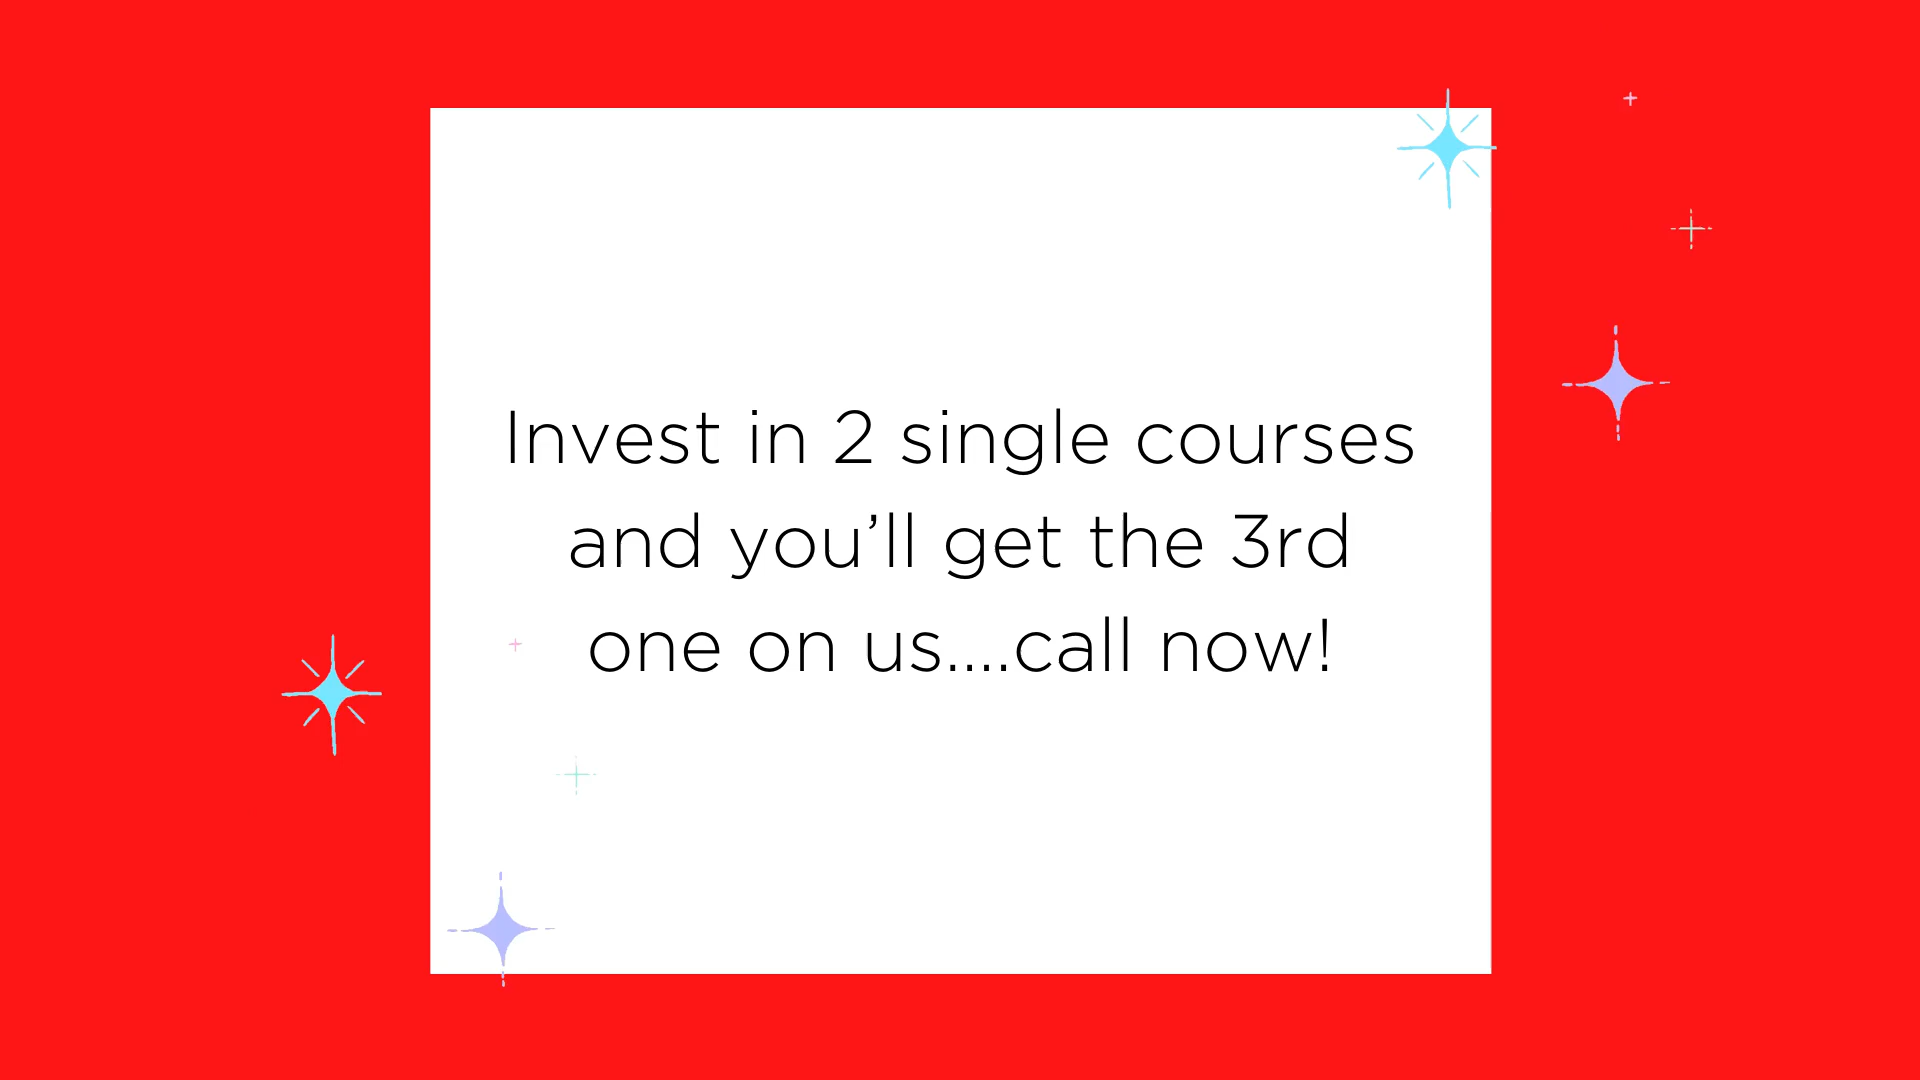 Invest in 2 single courses
and you’ll get the 3rd
one on us....call now!